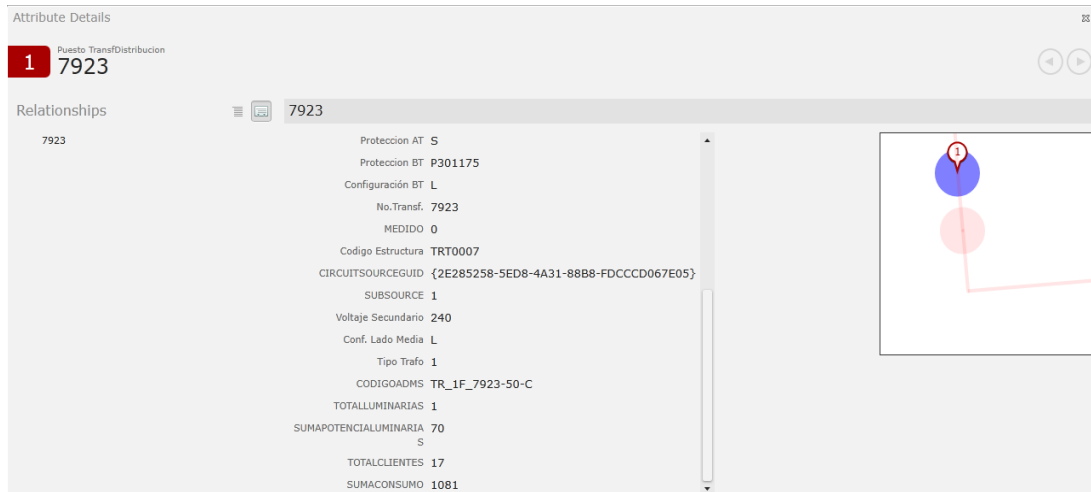 Attribute Details
1
Puesto TransfDistribucion
7923
Relationships
7923
7923
Proteccion AT S
Proteccion BT P301175
Configuración BT L
No.Transf. 7923
MEDIDO 0
Codigo Estructura TRT0007
CIRCUITSOURCEGUID {2E285258-5ED8-4A31-88B8-FDCCCD067E05}
SUBSOURCE 1
Voltaje Secundario 240
Conf. Lado Media L
Tipo Trafo 1
CODIGOADMS TR_1F_7923-50-C
TOTALLUMINARIAS 1
SUMAPOTENCIALUMINARIA 70
S
TOTALCLIENTES 17
SUMACONSUMO 1081
1